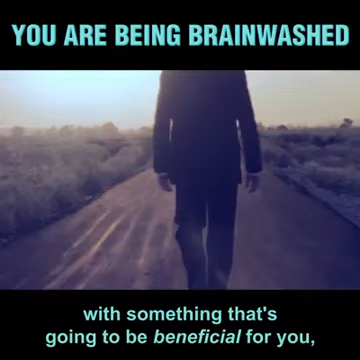 YOU ARE BEING BRAINWASHED
with something that's
going to be beneficial for you,